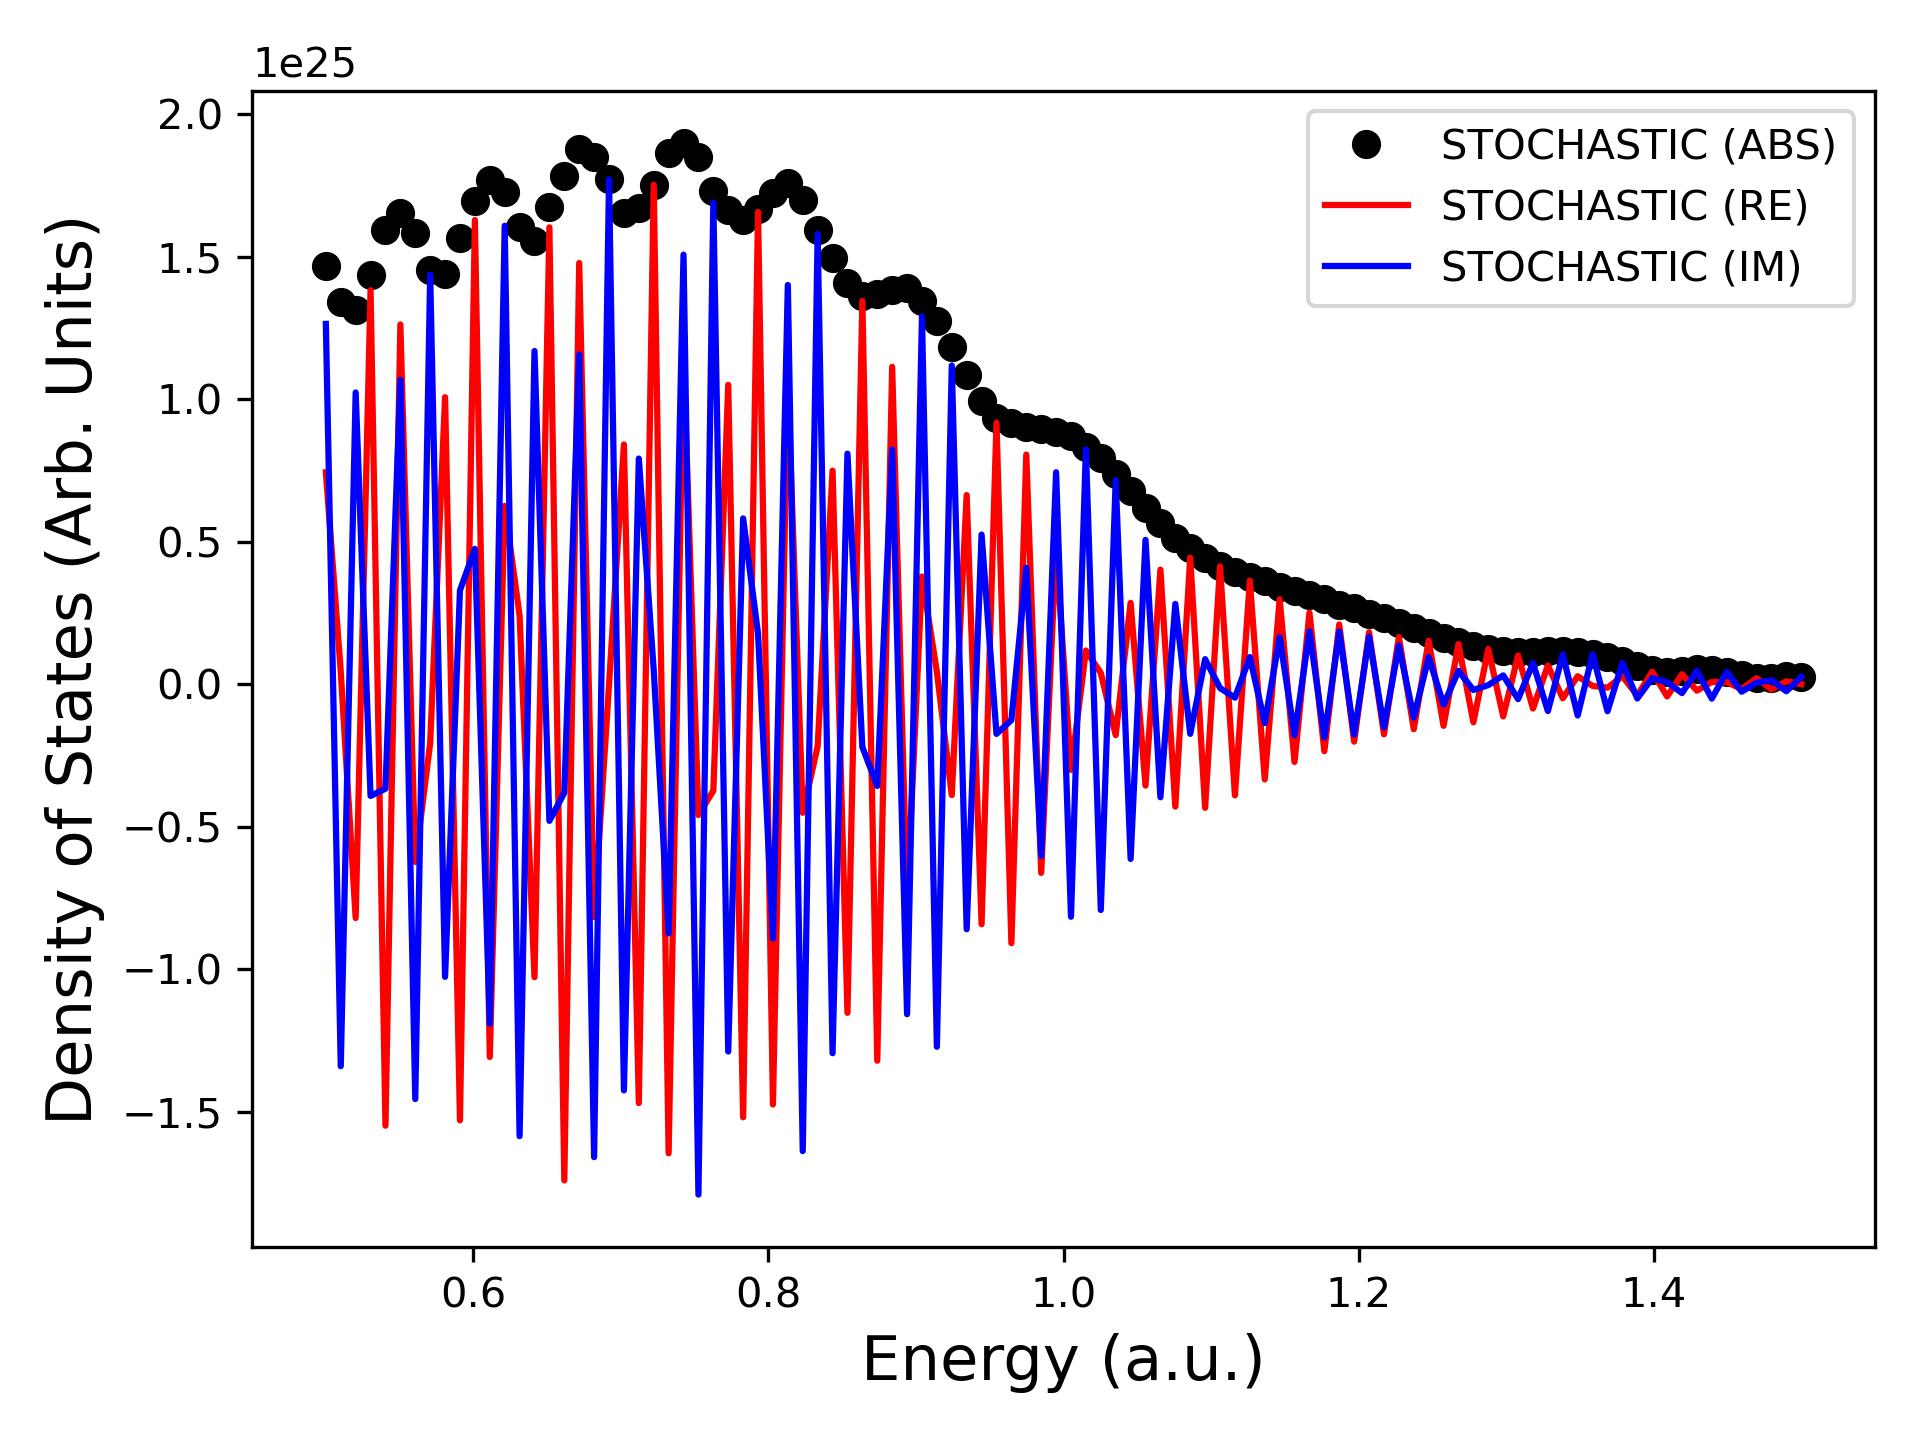 1e25
2.0
1.5
1.0
0.5
0.0
−0.5
−1.0
−1.5
Density of States (Arb. Units)
STOCHASTIC (ABS)
STOCHASTIC (RE)
STOCHASTIC (IM)
0.6 0.8 1.0 1.2 1.4
Energy (a.u.)